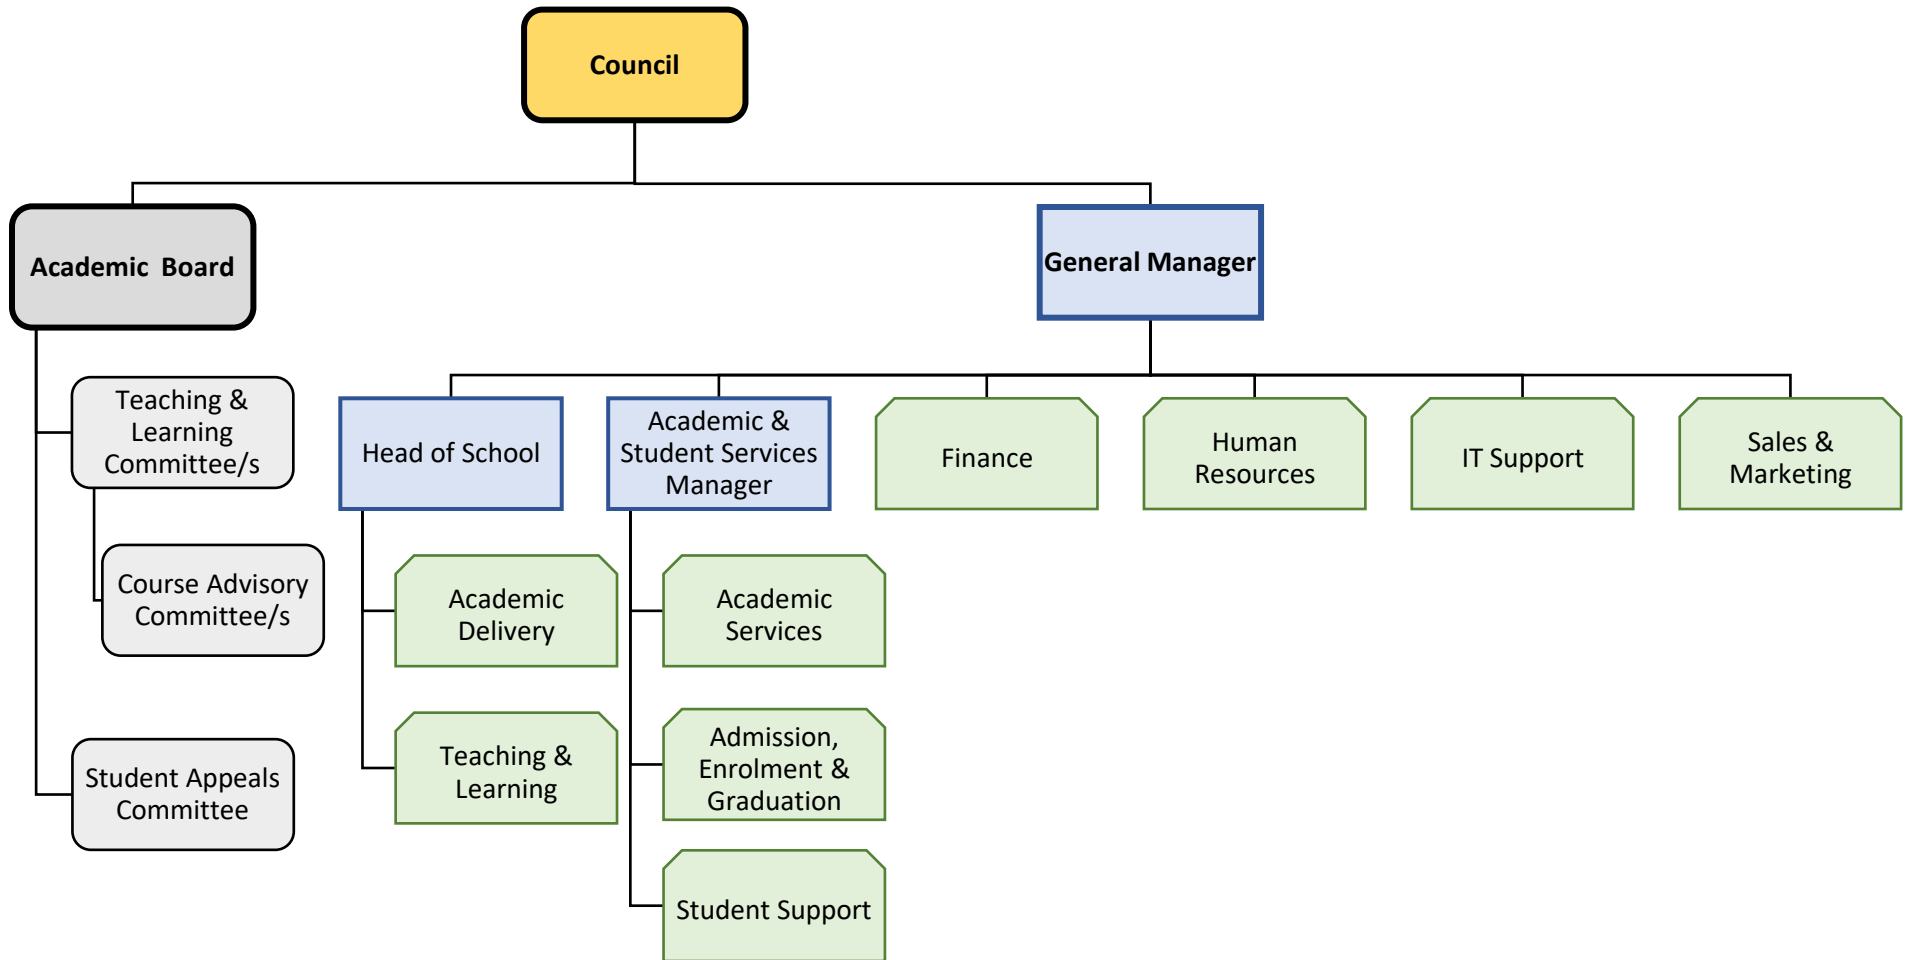 Council
Academic Board
General Manager
Teaching &
Learning
Committee/s
Course Advisory
Committee/s
Student Appeals
Committee
Head of School
Academic
Delivery
Teaching &
Learning
Academic &
Student Services
Manager
Academic
Services
Admission,
Enrolment &
Graduation
Student Support
Finance
Human
Resources
IT Support
Sales &
Marketing